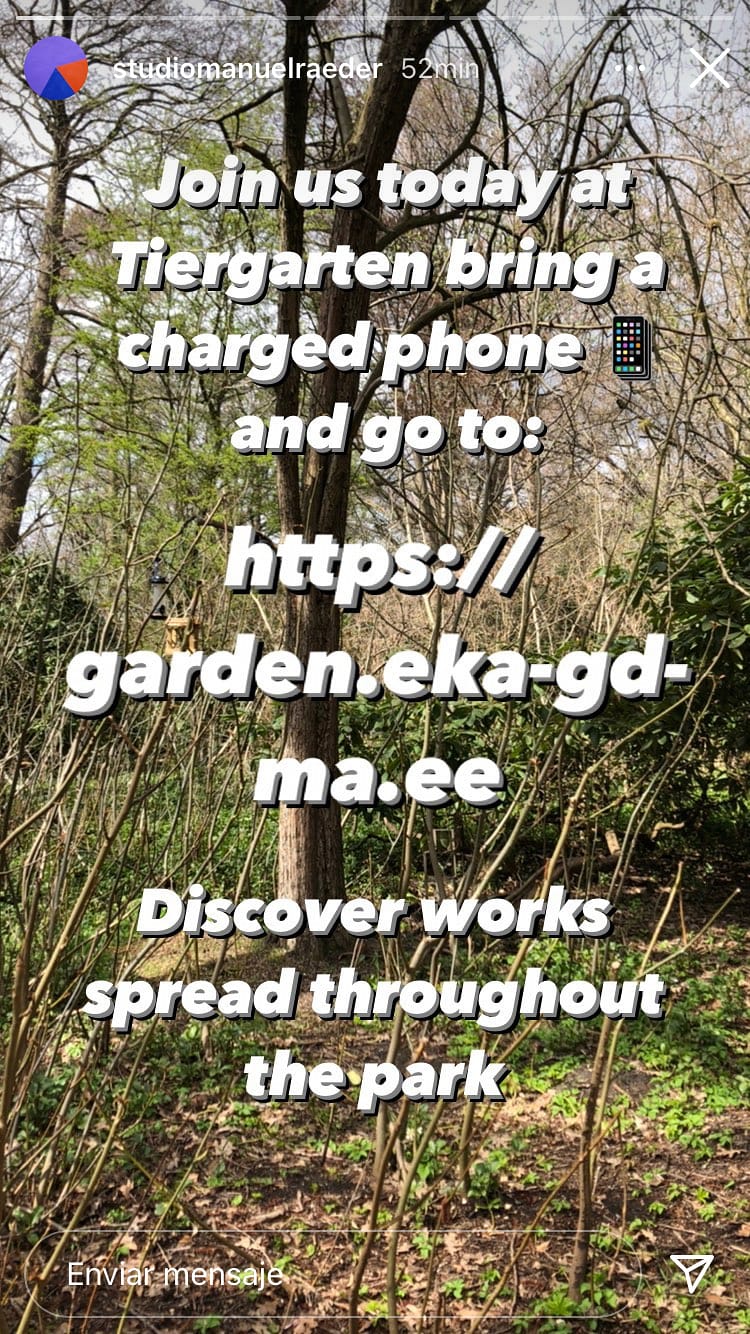 studiomanuelraeder 52min
Join us today at
Tiergarten bring a
charged phone 📱
and go to:
https://
garden.eka-gd-
ma.ee
Discover works
spread throughout
the park
Enviar mensaje